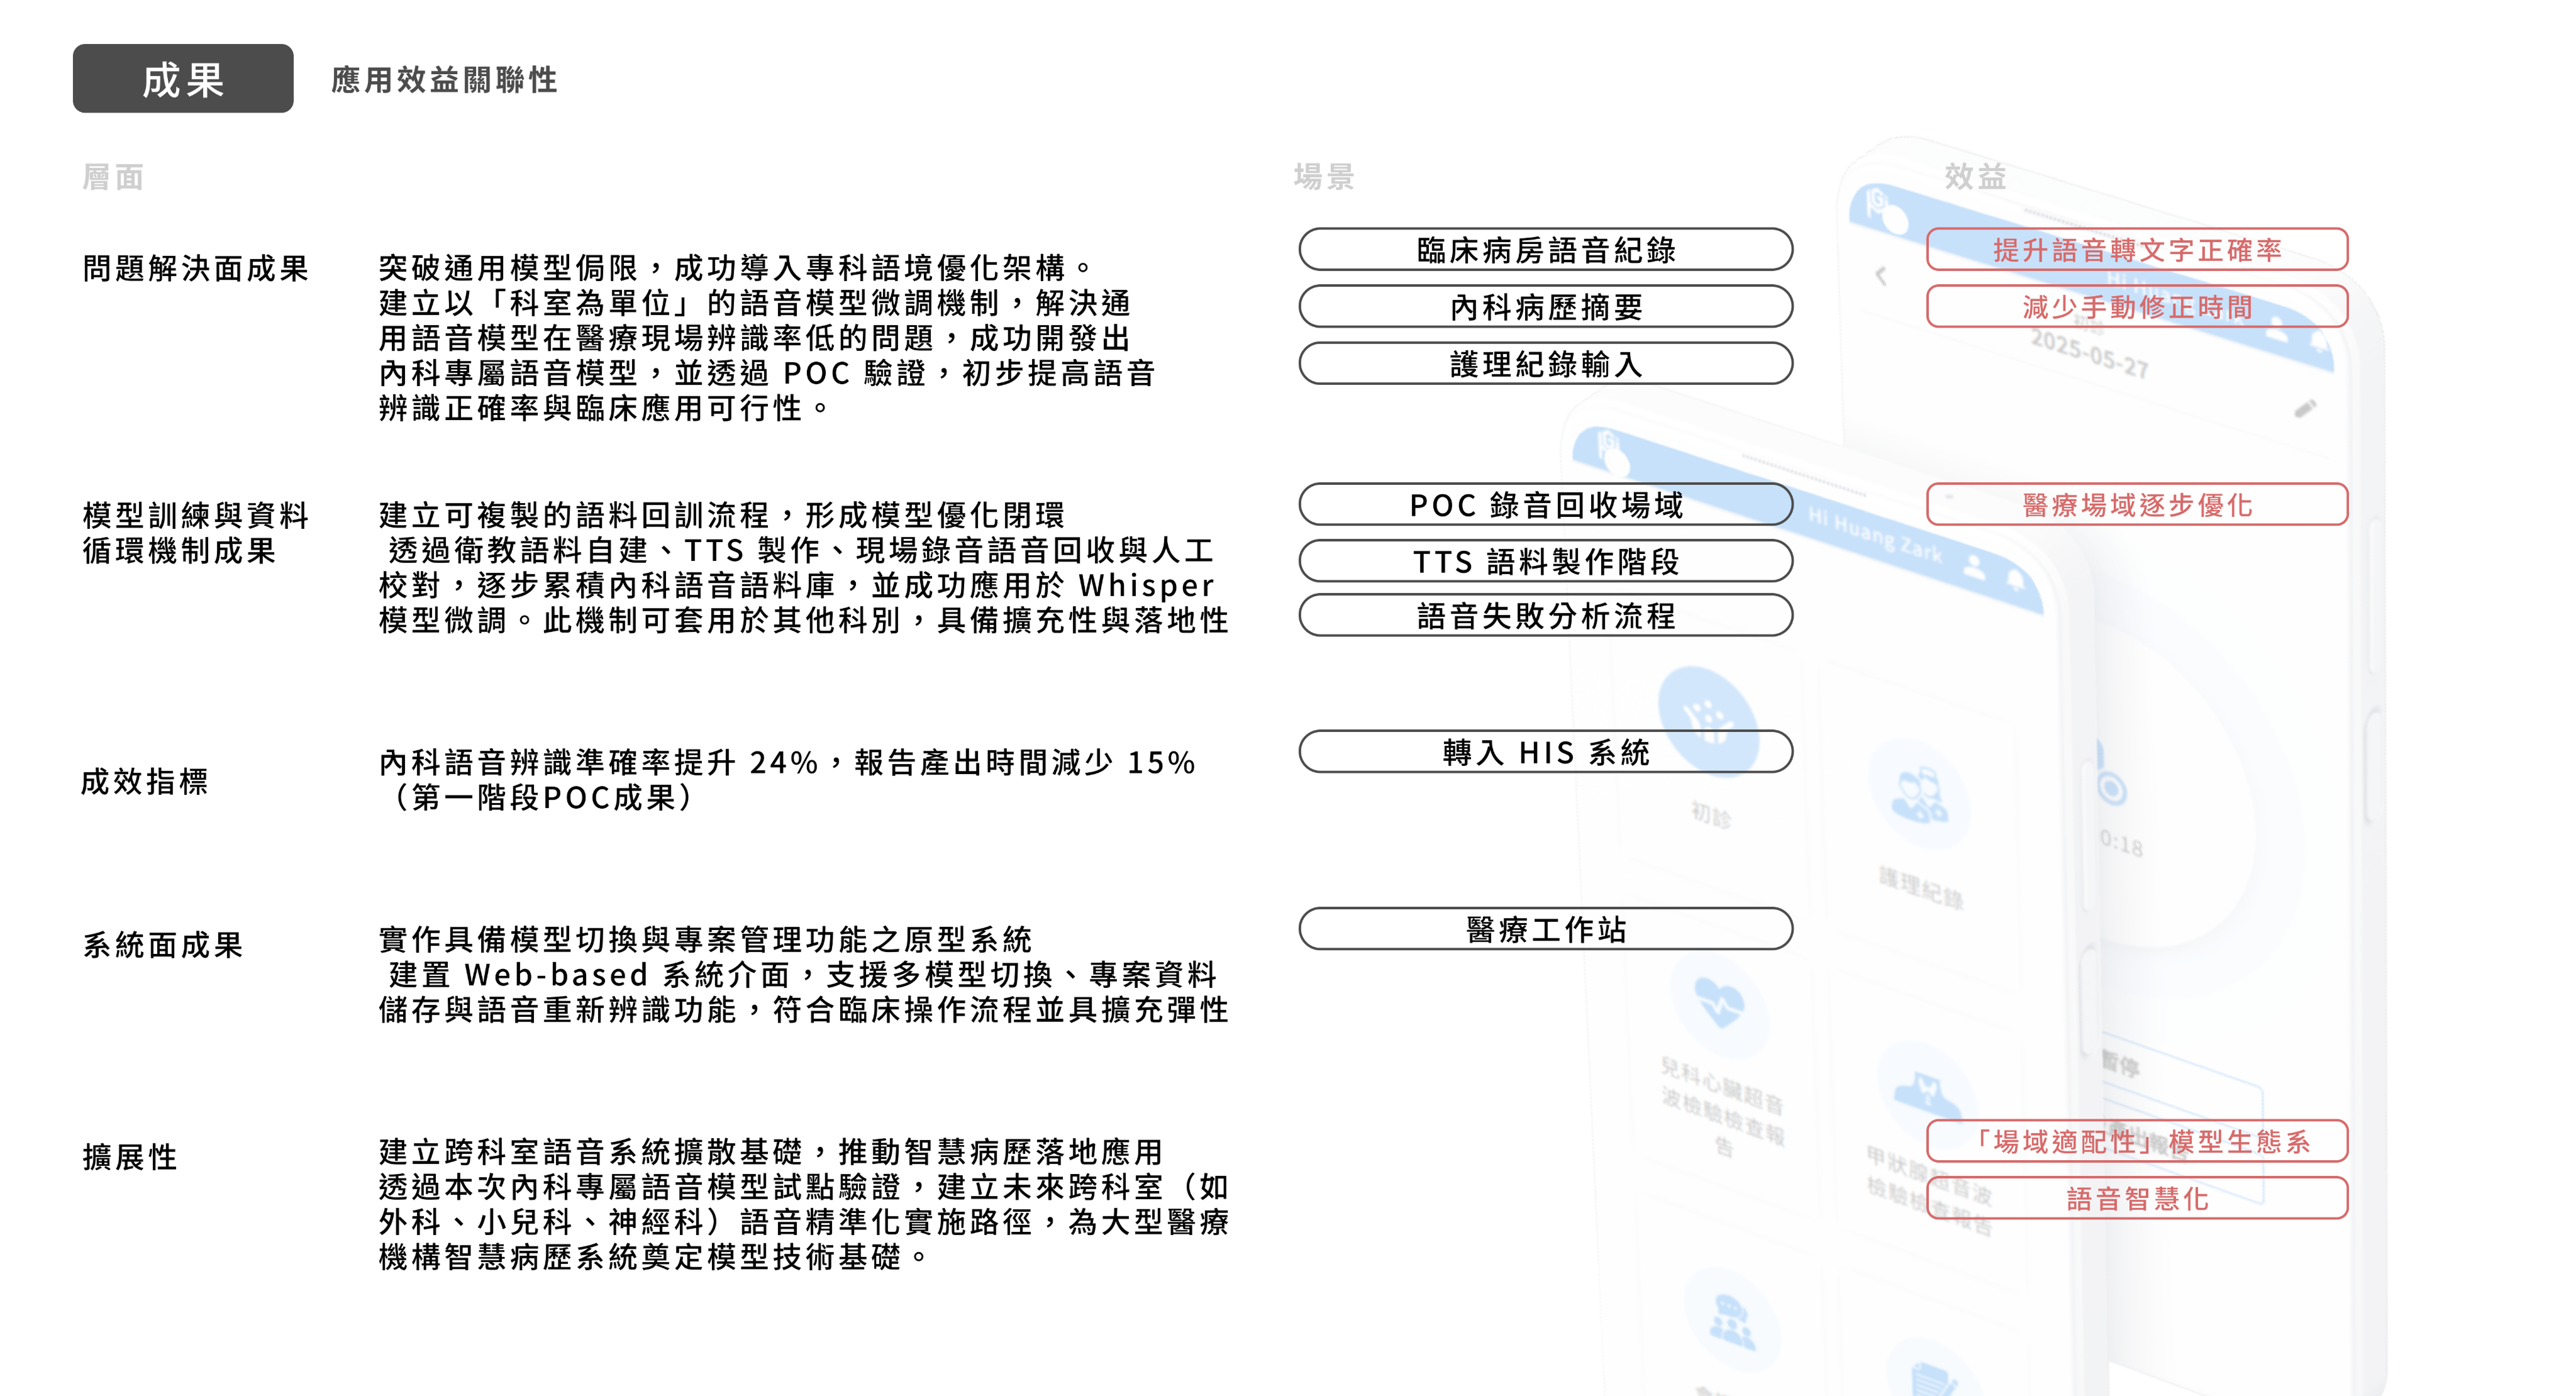 成果
應用效益關聯性
層面
場景
效益
問題解決面成果
突破通用模型侷限，成功導入專科語境優化架構。
建立以「科室為單位」的語音模型微調機制，解決通
用語音模型在醫療現場辨識率低的問題，成功開發出
內科專屬語音模型，並透過 POC 驗證，初步提高語音
辨識正確率與臨床應用可行性。
臨床病房語音紀錄
內科病歷摘要
護理紀錄輸入
提升語音轉文字正確率
減少手動修正時間
模型訓練與資料
循環機制成果
建立可複製的語料回訓流程，形成模型優化閉環
透過衛教語料自建、TTS 製作、現場錄音語音回收與人工
校對，逐步累積內科語音語料庫，並成功應用於 Whisper
模型微調。此機制可套用於其他科別，具備擴充性與落地性
POC 錄音回收場域
TTS 語料製作階段
語音失敗分析流程
醫療場域逐步優化
成效指標
內科語音辨識準確率提升 24%，報告產出時間減少 15%
（第一階段POC成果）
轉入 HIS 系統
系統面成果
實作具備模型切換與專案管理功能之原型系統
建置 Web-based 系統介面，支援多模型切換、專案資料
儲存與語音重新辨識功能，符合臨床操作流程並具擴充彈性
醫療工作站
擴展性
建立跨科室語音系統擴散基礎，推動智慧病歷落地應用
透過本次內科專屬語音模型試點驗證，建立未來跨科室（如
外科、小兒科、神經科）語音精準化實施路徑，為大型醫療
機構智慧病歷系統奠定模型技術基礎。
「場域適配性」模型生態系
語音智慧化
初診
2025-05-27
0:18
暫停
Hi Huang Zark
初診
護理紀錄
兒科心臟超音
波檢驗檢查報
告
甲狀腺超音波
檢驗檢查報告